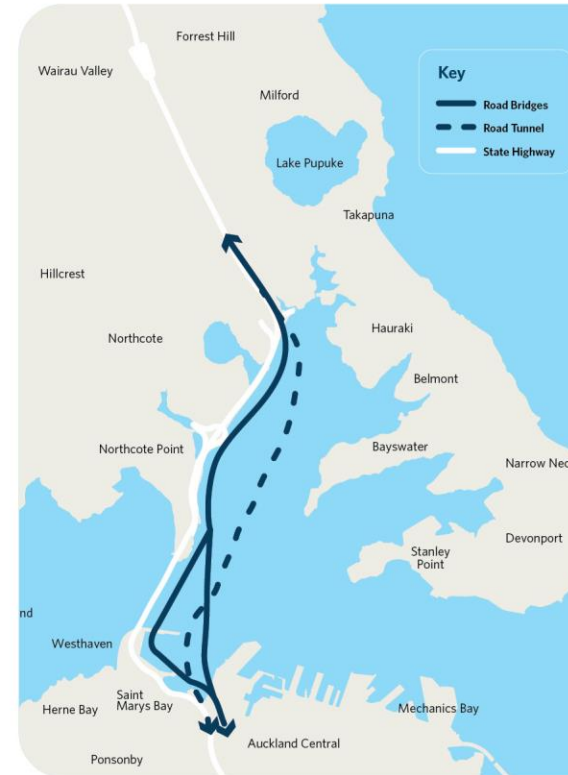 Forrest Hill
Wairau Valley
Key
Road Bridges
Road Tunnel
State Highway
Milford
Lake Pupuke
Takapuna
Hillcrest
Northcote
Hauraki
Belmont
Northcote Point
Bayswater
Narrow Nec
Devonport
Stanley
Point
nd
Westhaven
Saint
Marys Bay
Herne Bay
Mechanics Bay
Auckland Central
Ponsonby